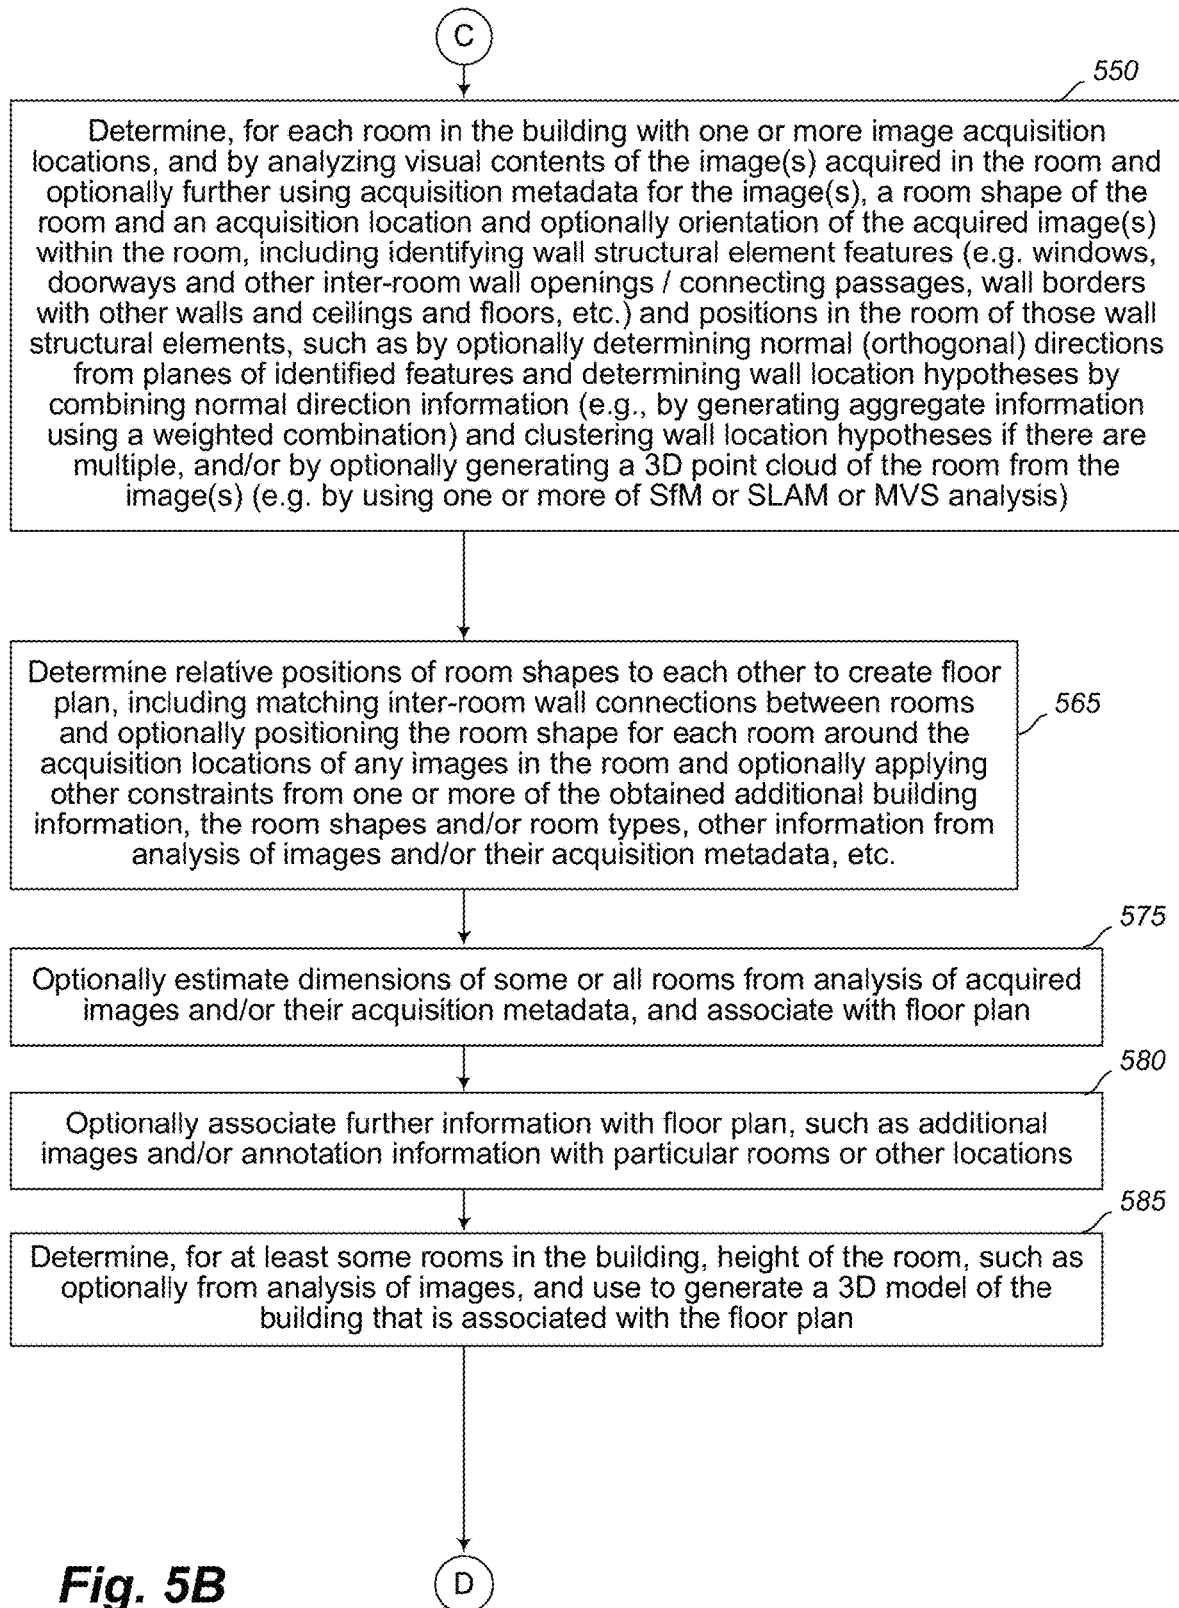 C
550
Determine, for each room in the building with one or more image acquisition
locations, and by analyzing visual contents of the image(s) acquired in the room and
optionally further using acquisition metadata for the image(s), a room shape of the
room and an acquisition location and optionally orientation of the acquired image(s)
within the room, including identifying wall structural element features (e.g. windows,
doorways and other inter-room wall openings / connecting passages, wall borders
with other walls and ceilings and floors, etc.) and positions in the room of those wall
structural elements, such as by optionally determining normal (orthogonal) directions
from planes of identified features and determining wall location hypotheses by
combining normal direction information (e.g., by generating aggregate information
using a weighted combination) and clustering wall location hypotheses if there are
multiple, and/or by optionally generating a 3D point cloud of the room from the
image(s) (e.g. by using one or more of SfM or SLAM or MVS analysis)
Determine relative positions of room shapes to each other to create floor
plan, including matching inter-room wall connections between rooms
and optionally positioning the room shape for each room around the
acquisition locations of any images in the room and optionally applying
other constraints from one or more of the obtained additional building
information, the room shapes and/or room types, other information from
analysis of images and/or their acquisition metadata, etc.
565
575
Optionally estimate dimensions of some or all rooms from analysis of acquired
images and/or their acquisition metadata, and associate with floor plan
580
Optionally associate further information with floor plan, such as additional
images and/or annotation information with particular rooms or other locations
585
Determine, for at least some rooms in the building, height of the room, such as
optionally from analysis of images, and use to generate a 3D model of the
building that is associated with the floor plan
Fig. 5B
D